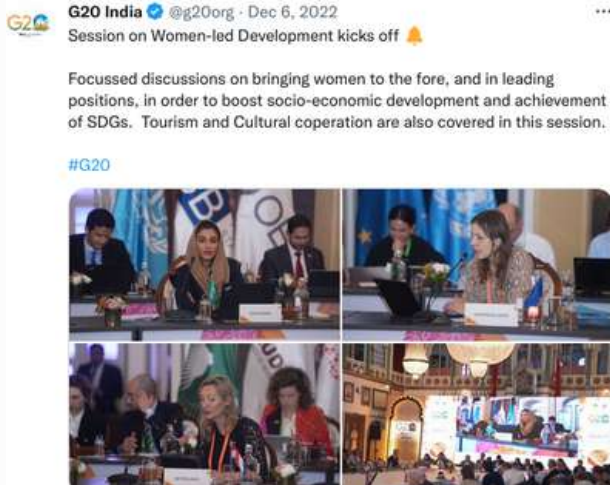 G20
G20 India @g20org · Dec 6, 2022
Session on Women-led Development kicks off
Focussed discussions on bringing women to the fore, and in leading
positions, in order to boost socio-economic development and achievement
of SDGs. Tourism and Cultural coperation are also covered in this session.
#G20